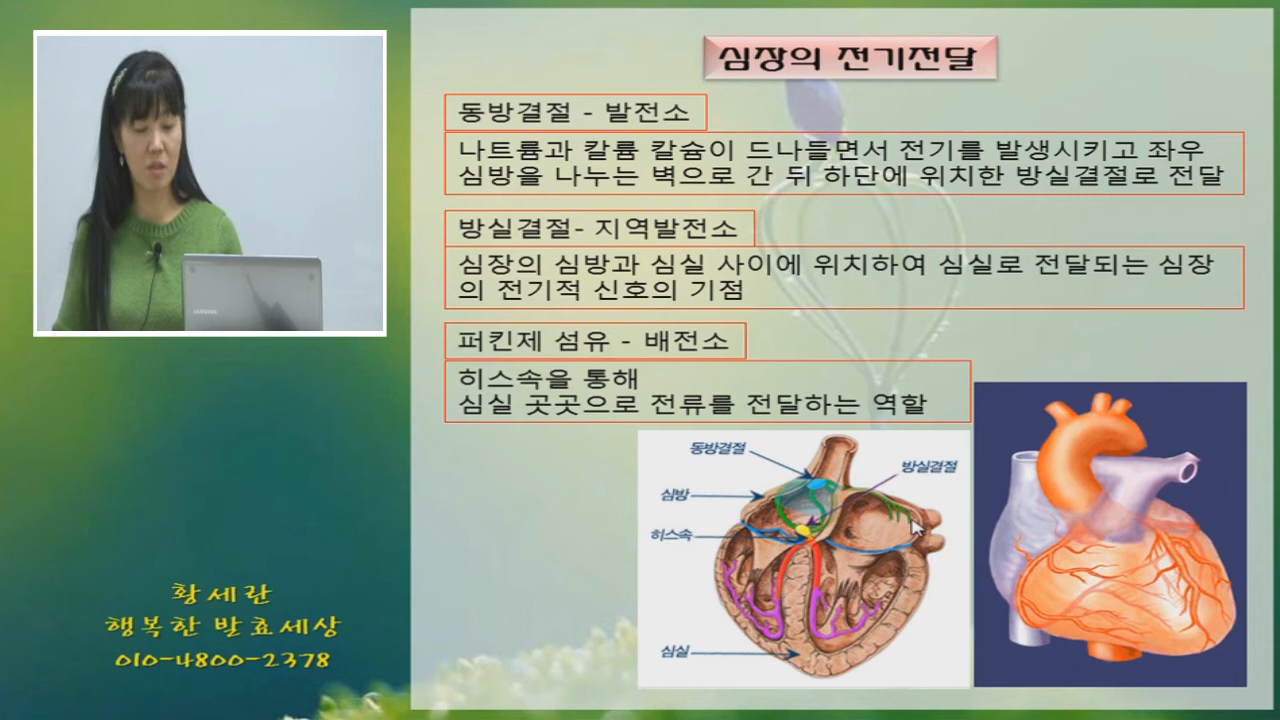 심장의 전기전달
동방결절 - 발전소
나트륨과 칼륨 칼슘이 드나들면서 전기를 발생시키고 좌우
심방을 나누는 벽으로 간 뒤 하단에 위치한 방실결절로 전달
방실결절- 지역발전소
심장의 심방과 심실 사이에 위치하여 심실로 전달되는 심장
의 전기적 신호의 기점
퍼킨제 섬유 - 배전소
히스속을 통해
심실 곳곳으로 전류를 전달하는 역할
동방결절
방실결절
심방
히스속
심실
SAMSUNG
황세란
행복한 발효세상
010-4800-2378